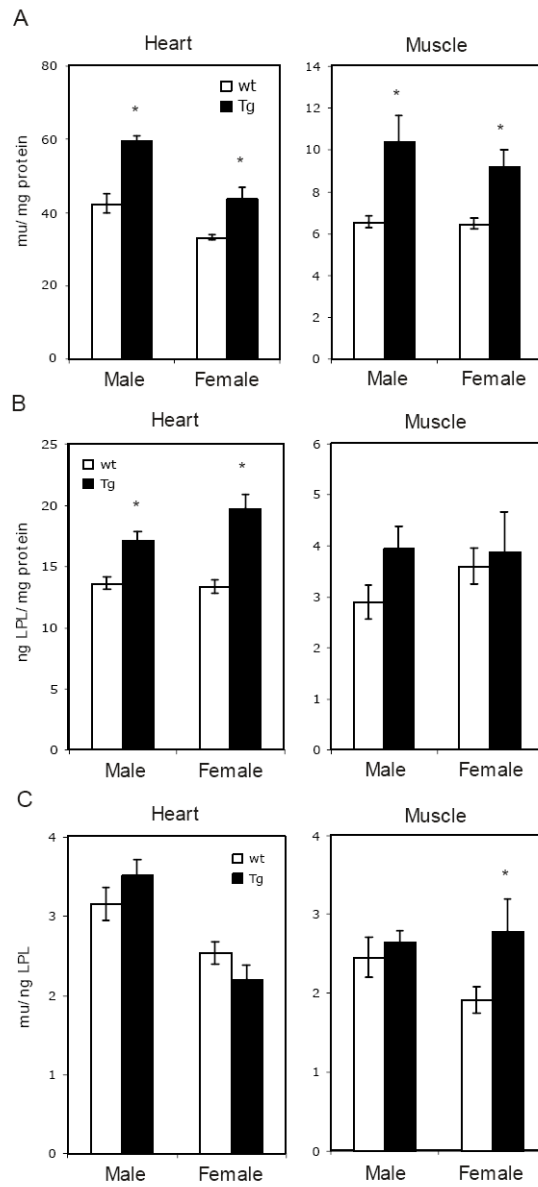 A
Heart
Muscle
mu/ mg protein
80
60
40
20
0
wt
Tg
*
*
Male
Female
14
12
10
8
6
4
2
0
*
*
Male
Female
B
Heart
Muscle
ng LPL/ mg protein
25
20
15
10
5
0
wt
Tg
*
*
Male
Female
6
5
4
3
2
1
0
Male
Female
C
Heart
Muscle
mu/ ng LPL
4
3
2
1
0
wt
Tg
Male
Female
4
3
2
1
0
*
Male
Female